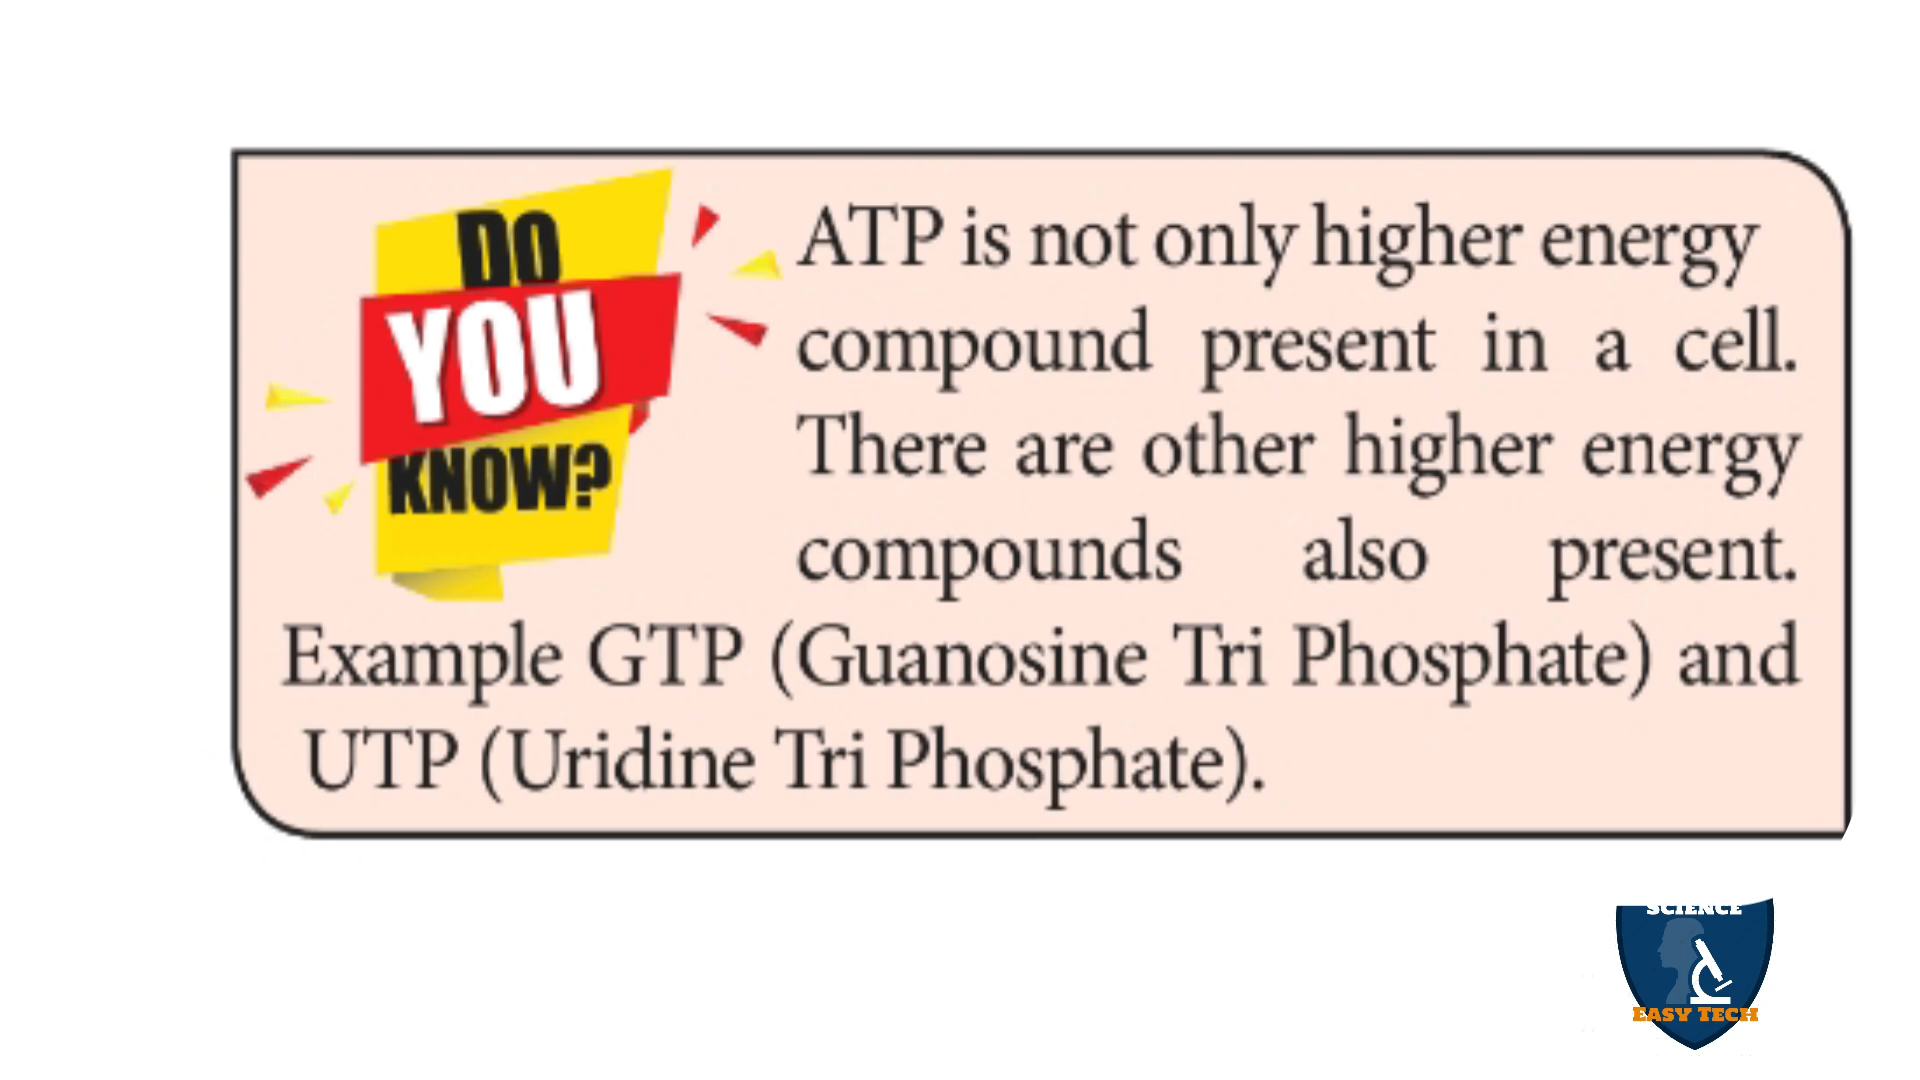 DO
YOU
KNOW?
ATP is not only higher energy
compound present in a cell.
There are other higher energy
compounds also present.
Example GTP (Guanosine Tri Phosphate) and
UTP (Uridine Tri Phosphate).
SCIENCE
EASY TECH